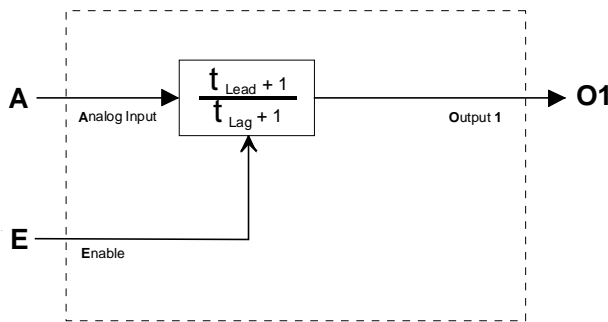 t Lead + 1
t Lag + 1
A
Analog Input
Output 1
O1
E
Enable